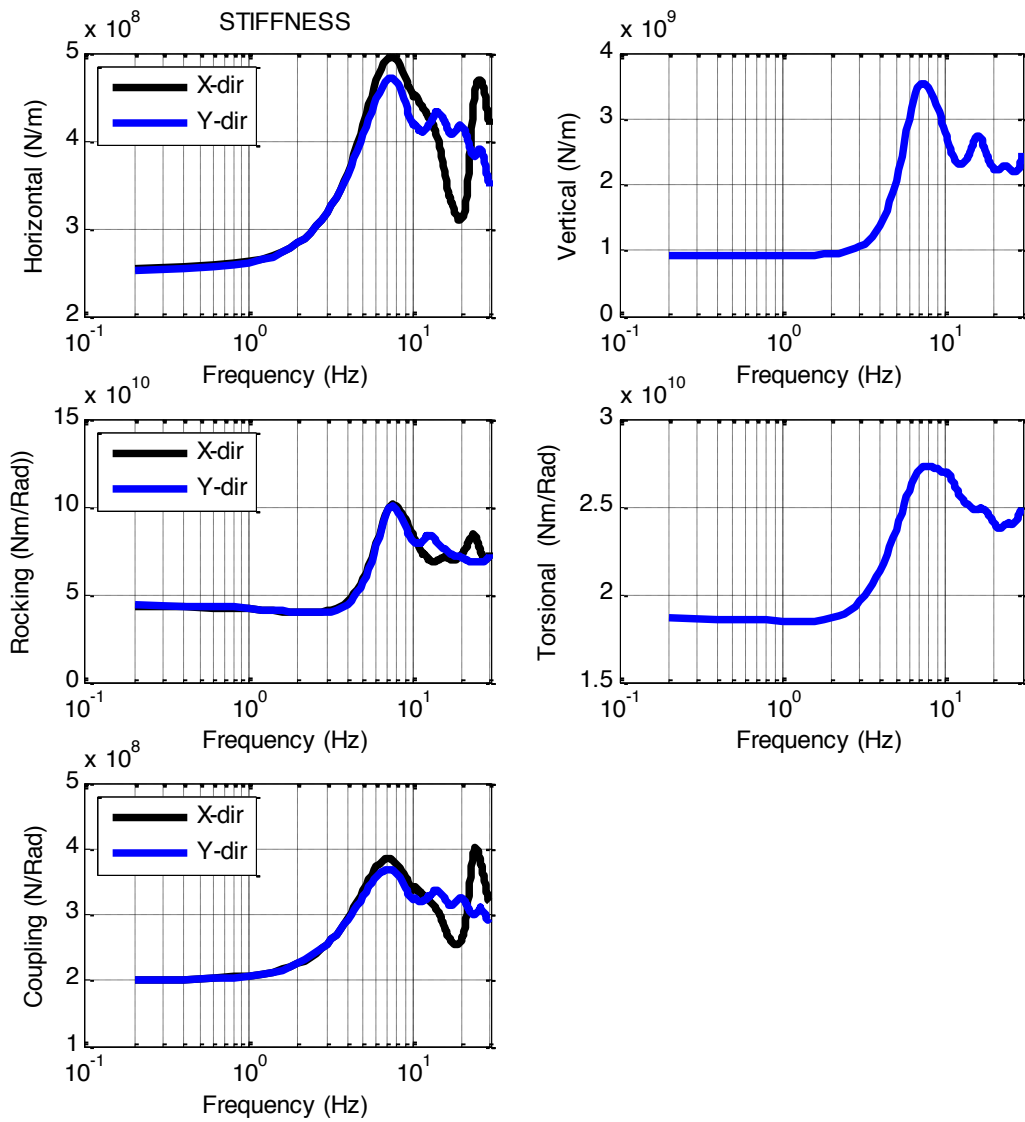 STIFFNESS
x 10^8
5
4
3
2
Horizontal (N/m)
X-dir
Y-dir
10^-1
10^0
10^1
Frequency (Hz)
x 10^9
4
3
2
1
0
Vertical (N/m)
10^-1
10^0
10^1
Frequency (Hz)
x 10^10
15
10
5
0
Rocking (Nm/Rad))
X-dir
Y-dir
10^-1
10^0
10^1
Frequency (Hz)
x 10^10
3
2.5
2
1.5
Torsional (Nm/Rad)
10^-1
10^0
10^1
Frequency (Hz)
x 10^8
5
4
3
2
1
Coupling (N/Rad)
X-dir
Y-dir
10^-1
10^0
10^1
Frequency (Hz)